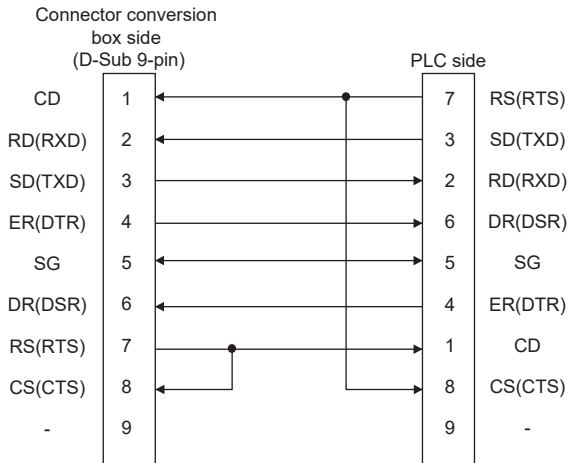 Connector conversion
box side
(D-Sub 9-pin)
PLC side
CD 1 7 RS(RTS)
RD(RXD) 2 3 SD(TXD)
SD(TXD) 3 2 RD(RXD)
ER(DTR) 4 6 DR(DSR)
SG 5 5 SG
DR(DSR) 6 4 ER(DTR)
RS(RTS) 7 1 CD
CS(CTS) 8 8 CS(CTS)
- 9 9 -